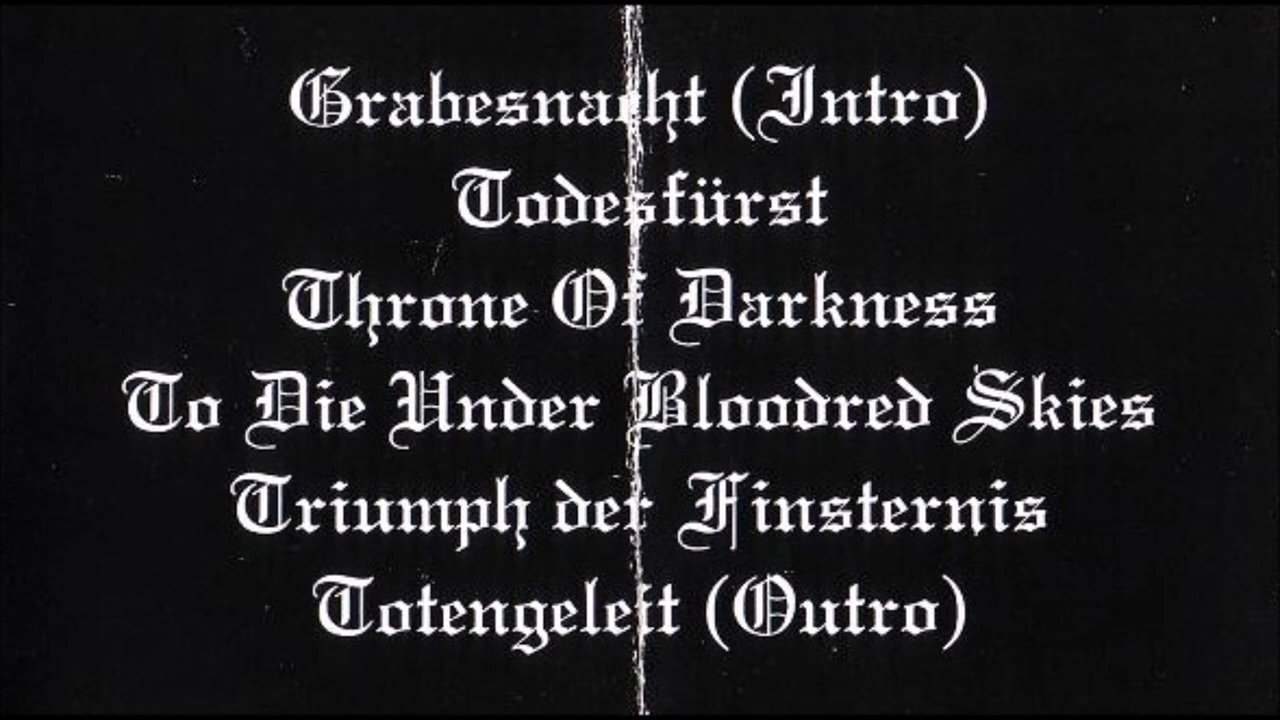 Grabesnacht (Intro)
Todesfürst
Throne Of Darkness
To Die Under Bloodred Skies
Triumph der Finsternis
Totengeleit (Outro)